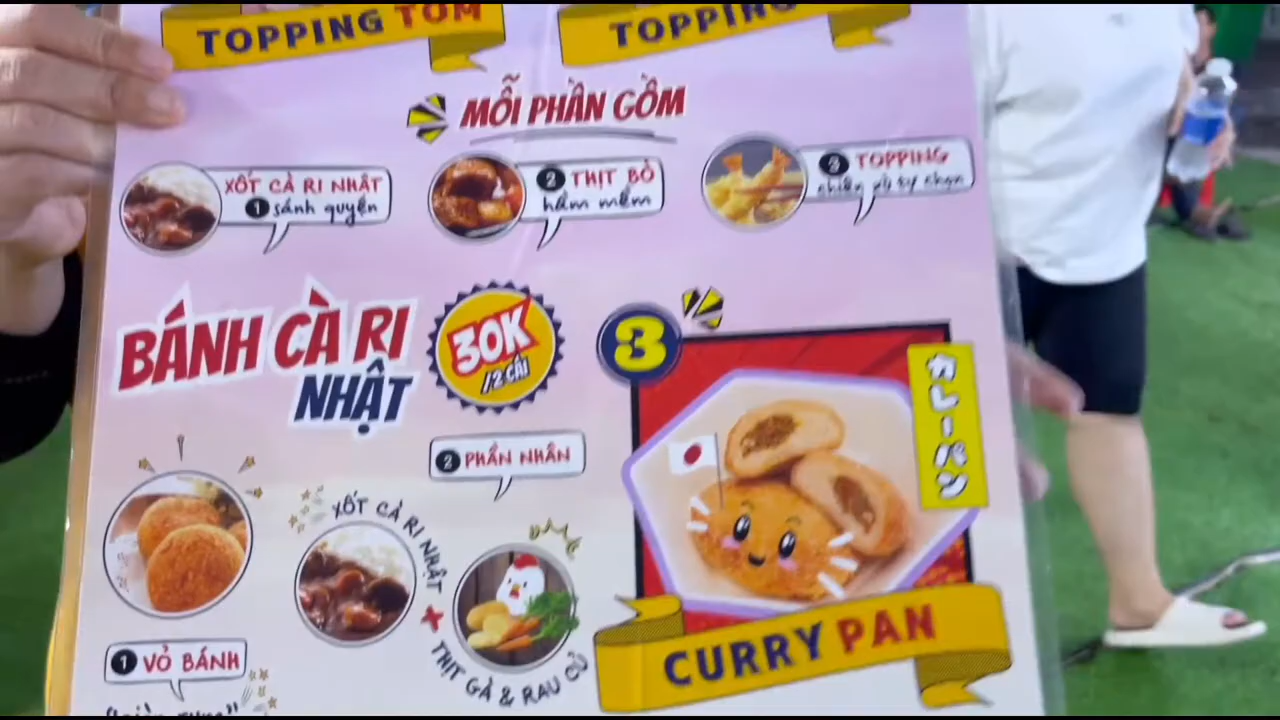 TOPPING TÔM
TOPPING
MỖI PHẦN GỒM
XỐT CÀ RI NHẬT
1 sánh quyện
2 THỊT BÒ
hầm mềm
3 TOPPING
chiên xù tự chọn
BÁNH CÀ RI
NHẬT
30K
/2 CÁI
3
カレーパン
2 PHẦN NHÂN
XỐT CÀ RI NHẬT
THỊT GÀ & RAU CỦ
1 VỎ BÁNH
CURRY PAN